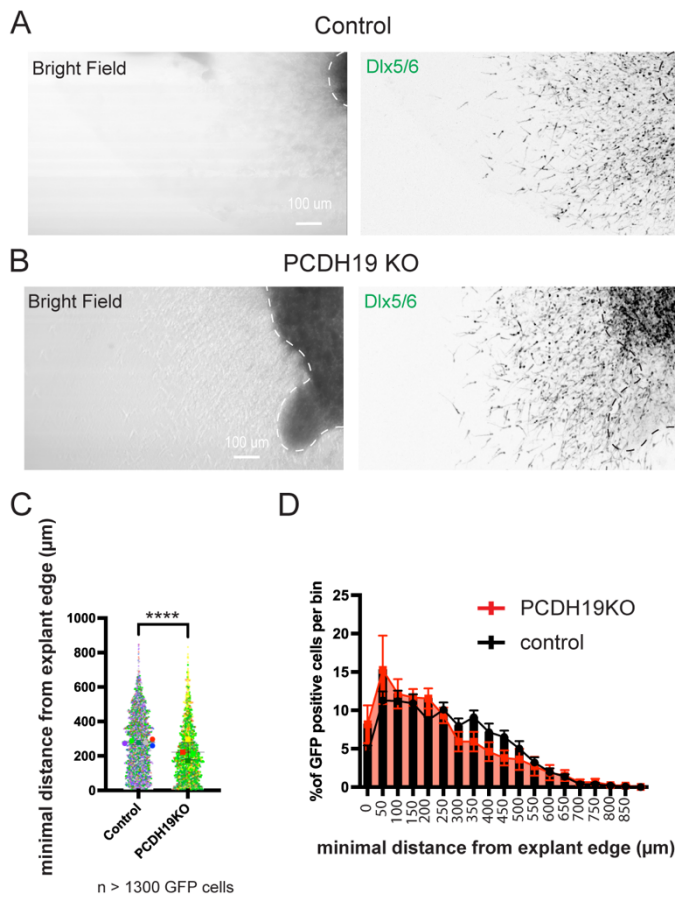 A
Control
Bright Field
100 um
Dlx5/6
B
PCDH19 KO
Bright Field
100 µm
Dlx5/6
C
minimal distance from explant edge (µm)
1000
800
600
400
200
0
****
Control
PCDH19KO
n > 1300 GFP cells
D
%of GFP positive cells per bin
25
20
15
10
5
0
PCDH19KO
control
0
50
100
150
200
250
300
350
400
450
500
550
600
650
700
750
800
850
minimal distance from explant edge (µm)